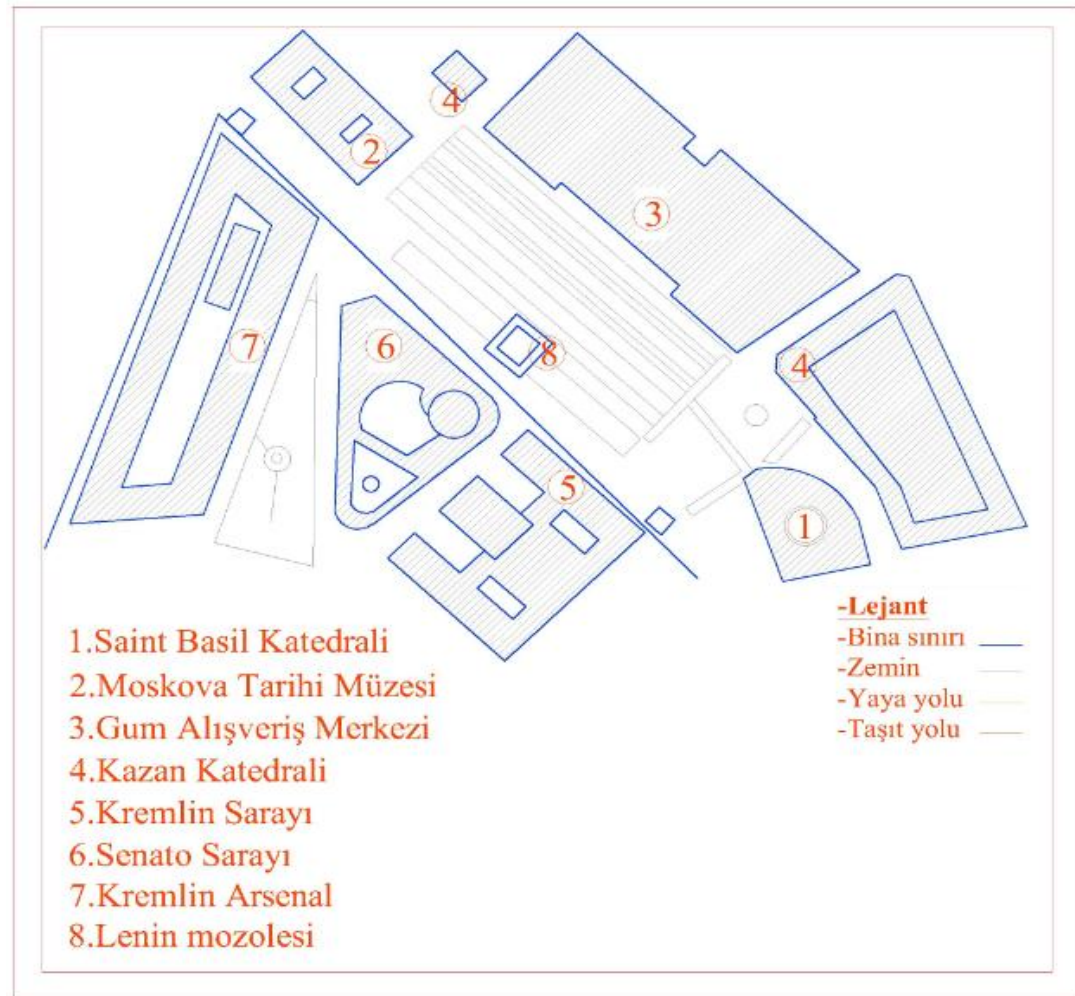 4
2
3
6
8
7
4
5
1
1.Saint Basil Katedrali
2.Moskova Tarihi Müzesi
3.Gum Alışveriş Merkezi
4.Kazan Katedrali
5.Kremlin Sarayı
6.Senato Sarayı
7.Kremlin Arsenal
8.Lenin mozolesi
-Lejant
-Bina sınırı
-Zemin
-Yaya yolu
-Taşıt yolu